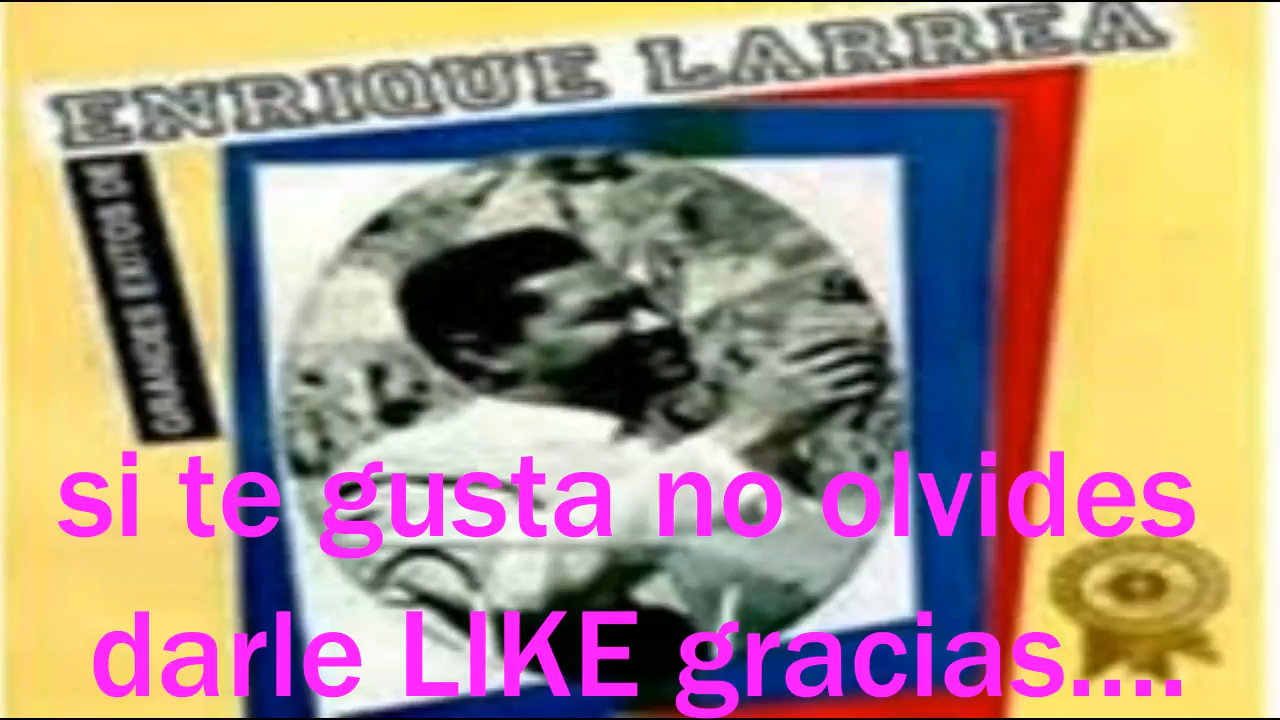 ENRIQUE LARREA
GRANDES EXITOS DE
si te gusta no olvides
darle LIKE gracias....